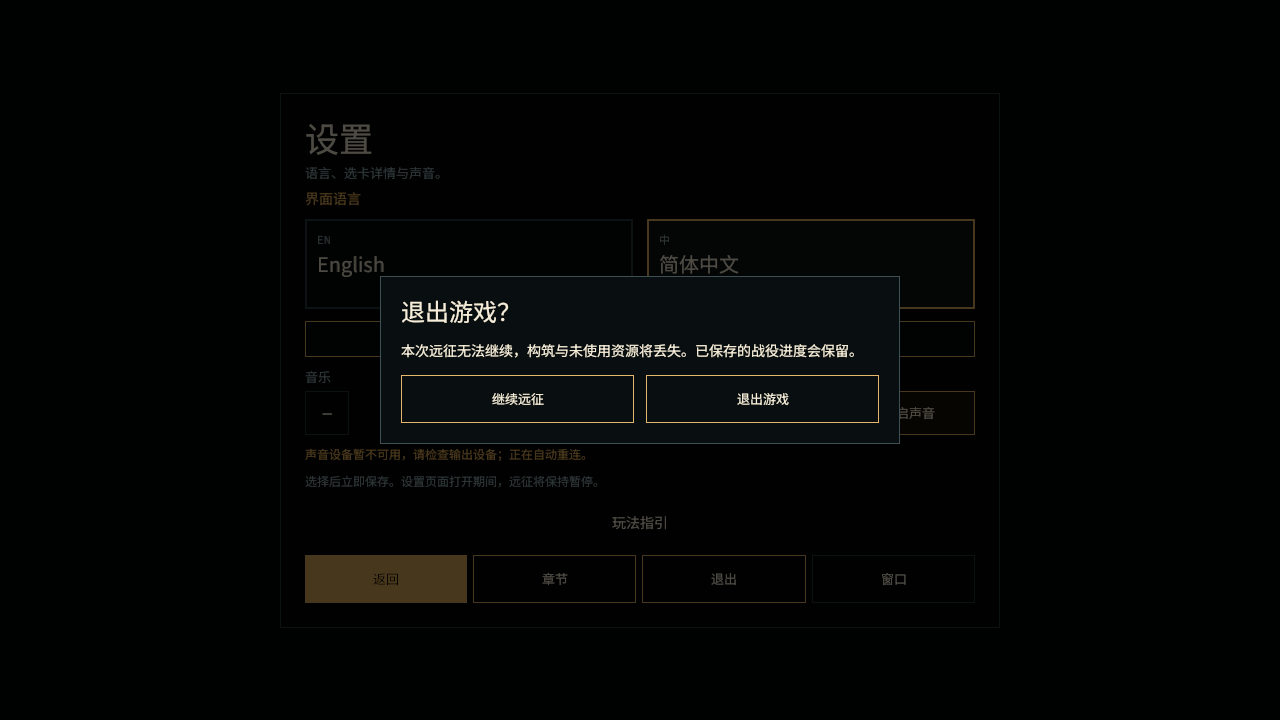 设置
语言、选卡详情与声音。
界面语言
EN
English
中
简体中文
退出游戏?
本次远征无法继续，构筑与未使用资源将丢失。已保存的战役进度会保留。
继续远征
退出游戏
音乐
—
启声音
声音设备暂不可用，请检查输出设备；正在自动重连。
选择后立即保存。设置页面打开期间，远征将保持暂停。
玩法指引
返回
章节
退出
窗口